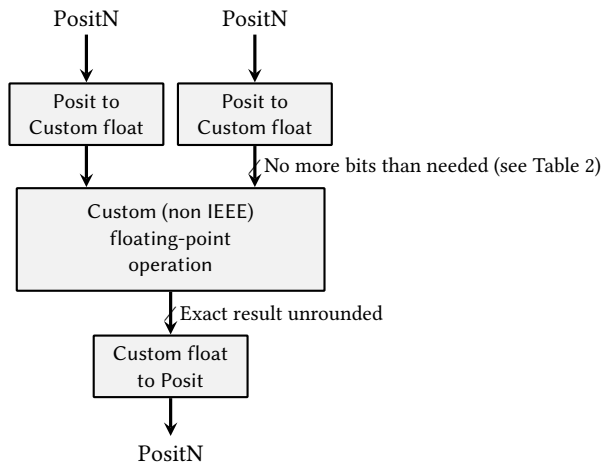 PositN PositN
Posit to Posit to
Custom float Custom float
No more bits than needed (see Table 2)
Custom (non IEEE)
floating-point
operation
Exact result unrounded
Custom float
to Posit
PositN